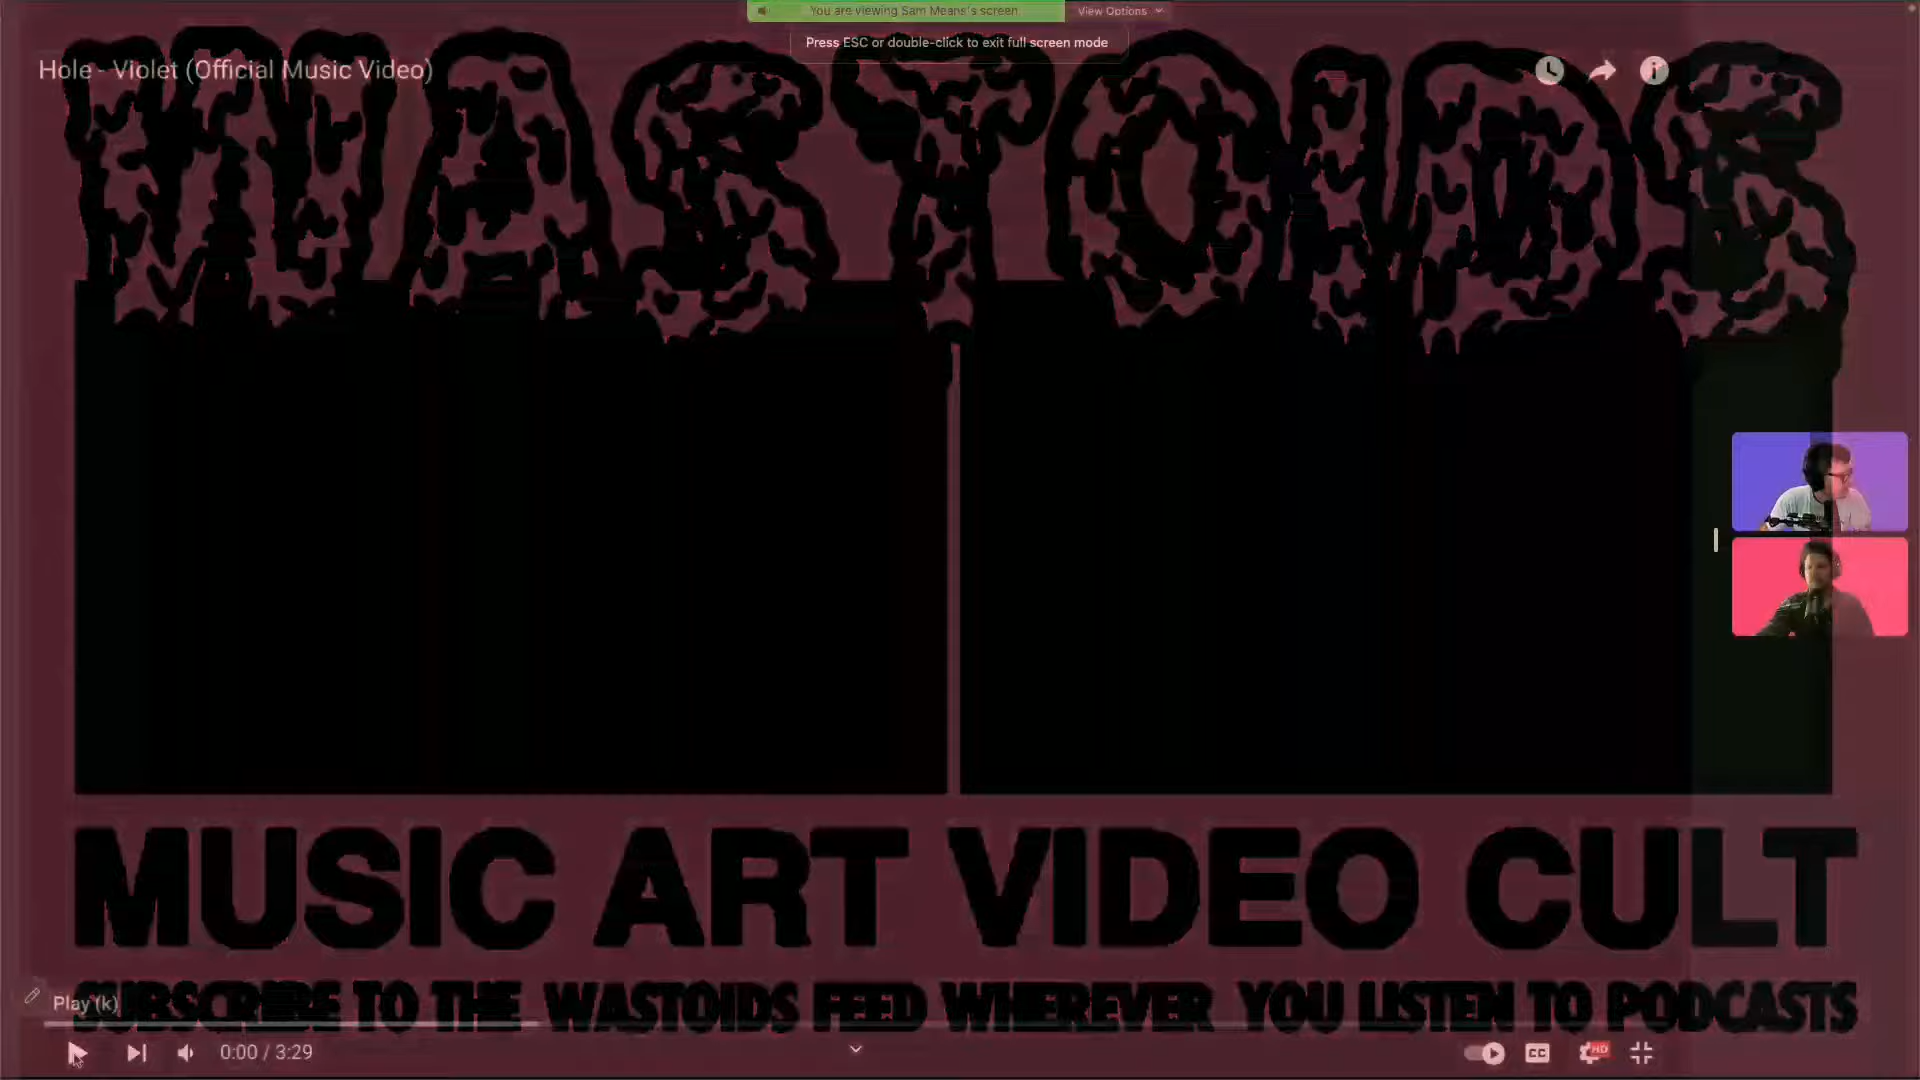 You are viewing Sam Means's screen
View Options
Press ESC or double-click to exit full screen mode
WASTOIDS
Hole - Violet (Official Music Video)
MUSIC ART VIDEO CULT
Play (k)
SUBSCRIBE TO THE WASTOIDS FEED WHEREVER YOU LISTEN TO PODCASTS
0:00 / 3:29
CC
HD